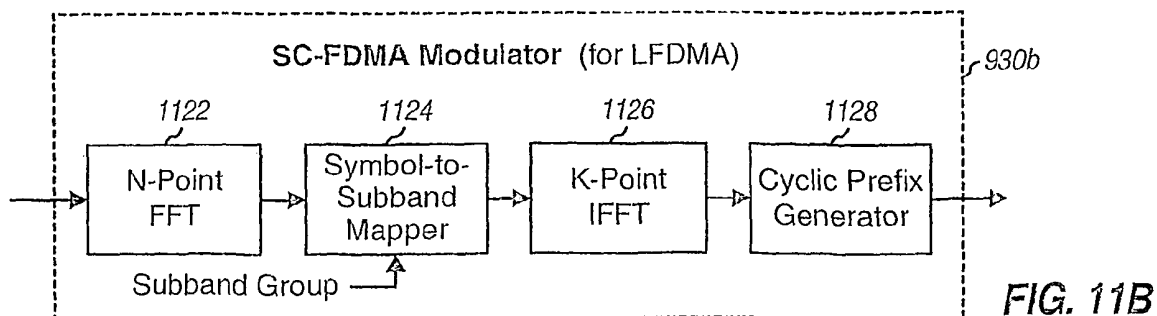 SC-FDMA Modulator (for LFDMA)
930b
1122
1124
1126
1128
N-Point
FFT
Symbol-to-
Subband
Mapper
K-Point
IFFT
Cyclic Prefix
Generator
Subband Group
FIG. 11B